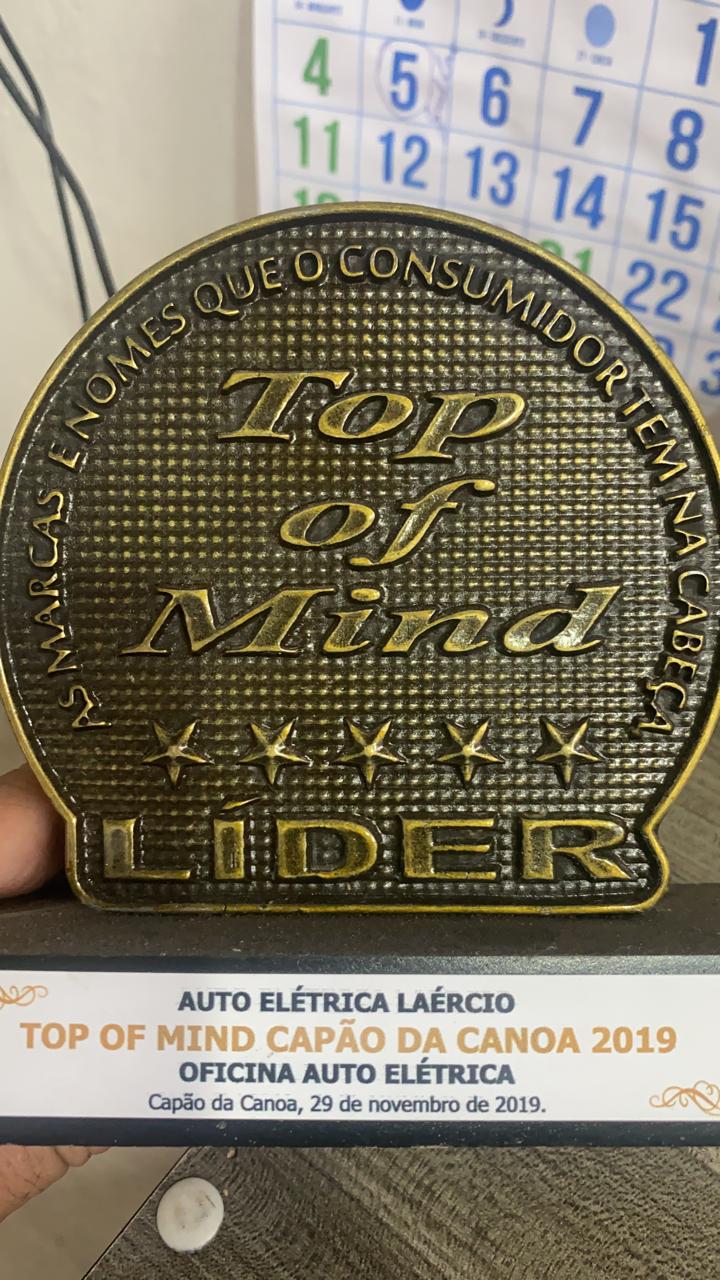 4 5 6 7
11 12 13 14 15
22
AS MARCAS E NOMES QUE O CONSUMIDOR TEM NA CABEÇA
Top
of
Mind
LÍDER
AUTO ELÉTRICA LAÉRCIO
TOP OF MIND CAPÃO DA CANOA 2019
OFICINA AUTO ELÉTRICA
Capão da Canoa, 29 de novembro de 2019.